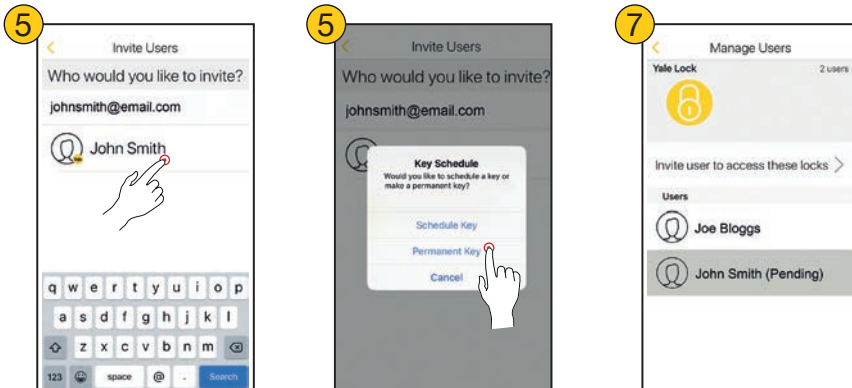 5
Invite Users
Who would you like to invite?
johnsmith@email.com
John Smith
q w e r t y u i o p
a s d f g h j k l
z x c v b n m
123 space @ . Search
5
Invite Users
Who would you like to invite?
johnsmith@email.com
Key Schedule
Would you like to schedule a key or
make a permanent key?
Schedule Key
Permanent Key
Cancel
7
Manage Users
Yale Lock 2 users
Invite user to access these locks
Users
Joe Bloggs
John Smith (Pending)